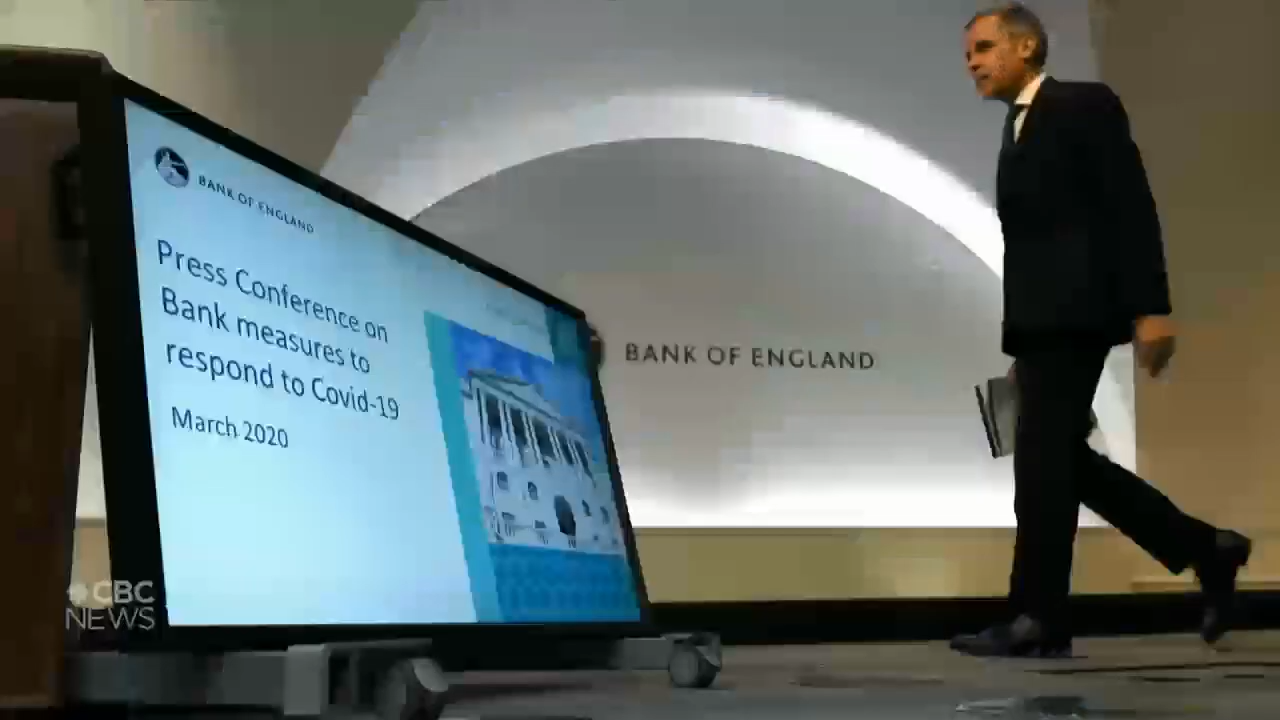 BANK OF ENGLAND
Press Conference on
Bank measures to
respond to Covid-19
March 2020
BANK OF ENGLAND
CBC
NEWS